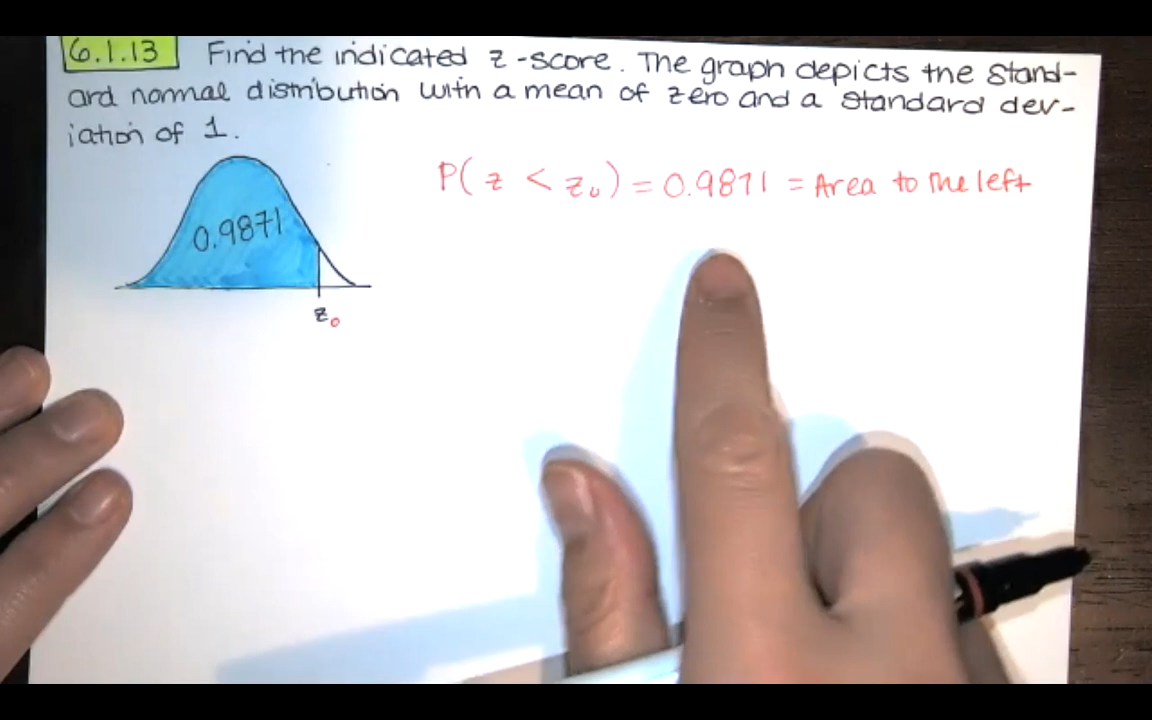 6.1.13 Find the indicated z-score. The graph depicts the stand-
ard normal distribution with a mean of zero and a standard dev-
iation of 1.
P( z < z₀ ) = 0.9871 = Area to the left
0.9871
z₀